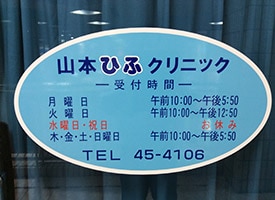 山本ひふクリニック
―受付時間―
月曜日 午前10:00～午後5:50
火曜日 午前10:00～午後12:50
水曜日・祝日 お休み
木・金・土・日曜日 午前10:00～午後5:50
TEL 45-4106